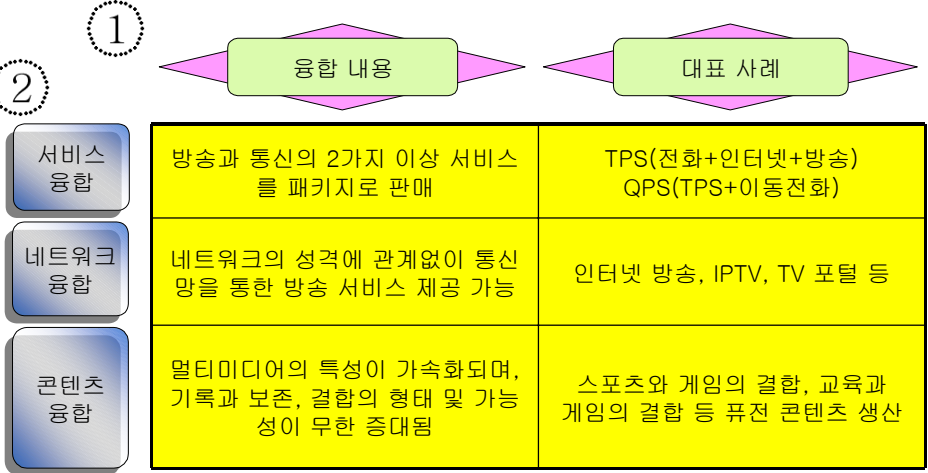 1
융합 내용
대표 사례
2
서비스
융합
방송과 통신의 2가지 이상 서비스
를 패키지로 판매
TPS(전화+인터넷+방송)
QPS(TPS+이동전화)
네트워크
융합
네트워크의 성격에 관계없이 통신
망을 통한 방송 서비스 제공 가능
인터넷 방송, IPTV, TV 포털 등
콘텐츠
융합
멀티미디어의 특성이 가속화되며,
기록과 보존, 결합의 형태 및 가능
성이 무한 증대됨
스포츠와 게임의 결합, 교육과
게임의 결합 등 퓨전 콘텐츠 생산